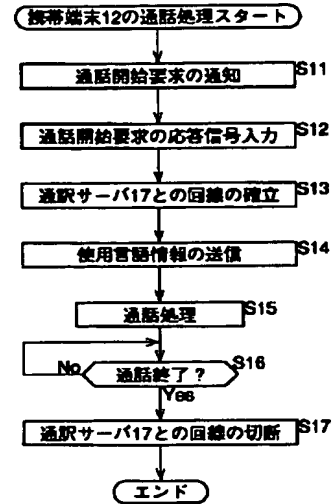 携帯端末12の通話処理スタート
通話開始要求の通知
S11
通話開始要求の応答信号入力
S12
通訳サーバ17との回線の確立
S13
使用言語情報の送信
S14
通話処理
S15
通話終了？
S16
No
Yes
通訳サーバ17との回線の切断
S17
エンド